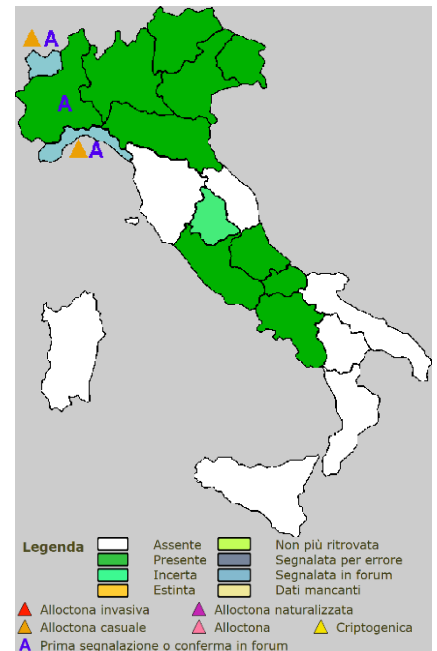 A
A
A
Legenda
Assente Non più ritrovata
Presente Segnalata per errore
Incerta Segnalata in forum
Estinta Dati mancanti
Alloctona invasiva Alloctona naturalizzata
Alloctona casuale Alloctona Criptogenica
A Prima segnalazione o conferma in forum